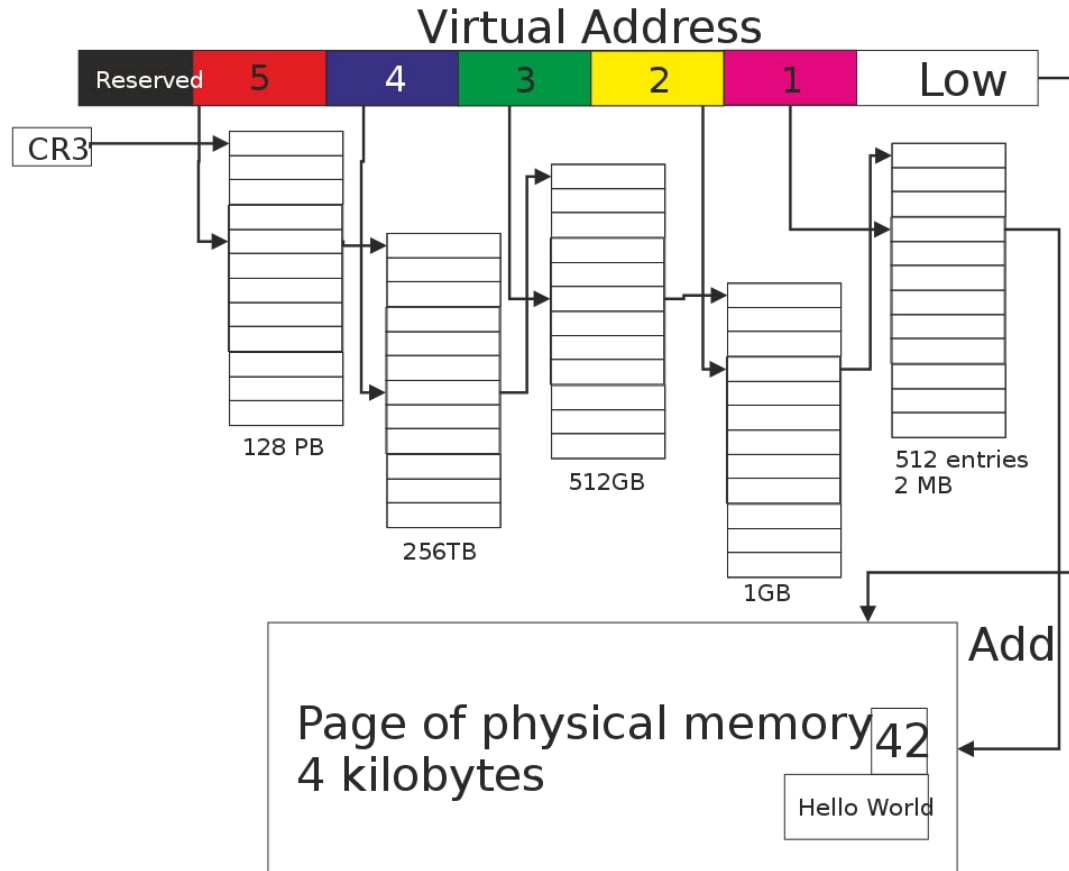 Virtual Address
Reserved 5 4 3 2 1 Low
CR3
128 PB
256TB
512GB
1GB
512 entries
2 MB
Add
Page of physical memory
4 kilobytes
42
Hello World